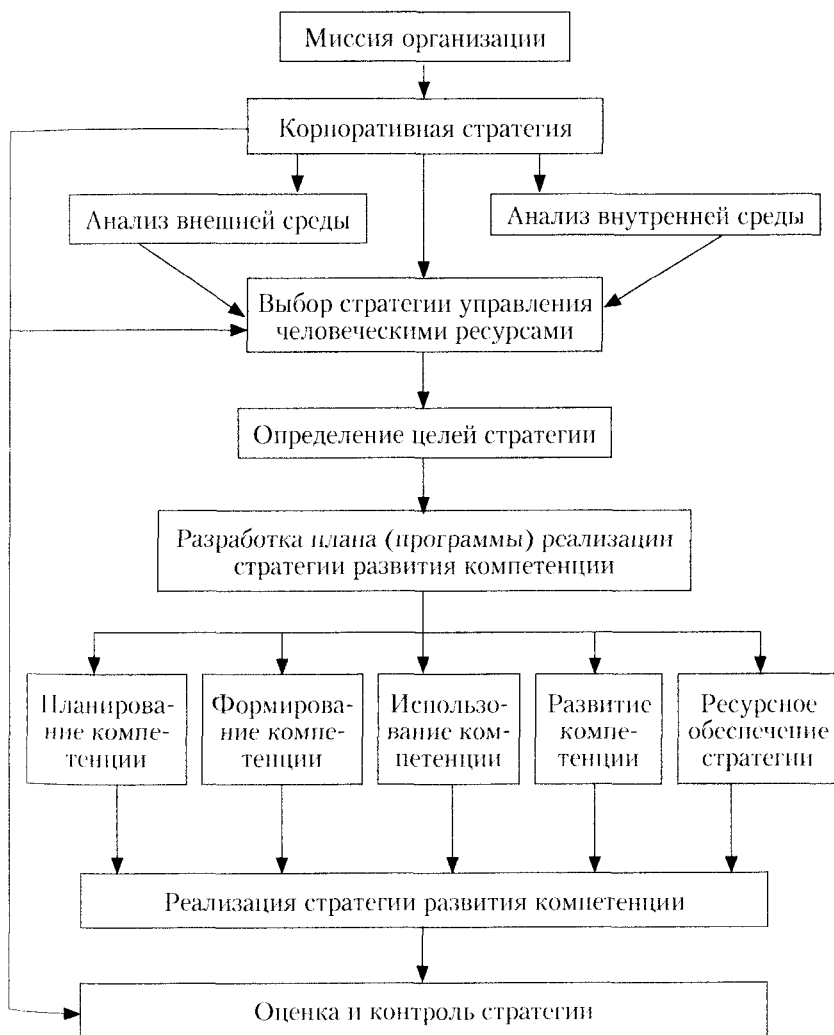 Миссия организации
Корпоративная стратегия
Анализ внешней среды
Анализ внутренней среды
Выбор стратегии управления
человеческими ресурсами
Определение целей стратегии
Разработка плана (программы) реализации
стратегии развития компетенции
Планирова-
ние компе-
тенции
Формирова-
ние компе-
тенции
Использо-
вание ком-
петенции
Развитие
компе-
тенции
Ресурсное
обеспечение
стратегии
Реализация стратегии развития компетенции
Оценка и контроль стратегии